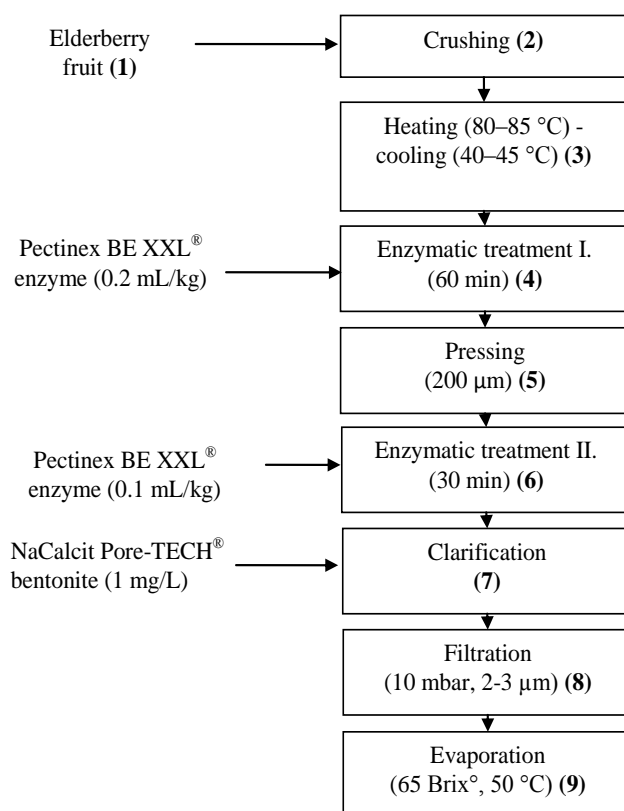 Elderberry
fruit (1)
Crushing (2)
Heating (80–85 °C) -
cooling (40–45 °C) (3)
Pectinex BE XXL®
enzyme (0.2 mL/kg)
Enzymatic treatment I.
(60 min) (4)
Pressing
(200 µm) (5)
Pectinex BE XXL®
enzyme (0.1 mL/kg)
Enzymatic treatment II.
(30 min) (6)
NaCalcit Pore-TECH®
bentonite (1 mg/L)
Clarification
(7)
Filtration
(10 mbar, 2-3 µm) (8)
Evaporation
(65 Brix°, 50 °C) (9)